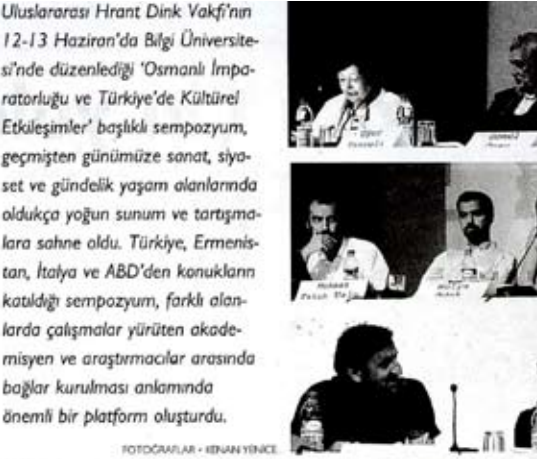 Uluslararası Hrant Dink Vakfı'nın
12-13 Haziran'da Bilgi Üniversite-
si'nde düzenlediği 'Osmanlı İmpa-
ratorluğu ve Türkiye'de Kültürel
Etkileşimler' başlıklı sempozyum,
geçmişten günümüze sanat, siya-
set ve gündelik yaşam alanlarında
oldukça yoğun sunum ve tartışma-
lara sahne oldu. Türkiye, Ermenis-
tan, İtalya ve ABD'den konukların
katıldığı sempozyum, farklı alan-
larda çalışmalar yürüten akade-
misyen ve araştırmacılar arasında
bağlar kurulması anlamında
önemli bir platform oluşturdu.
FOTOĞRAFLAR • KENAN YENİCE